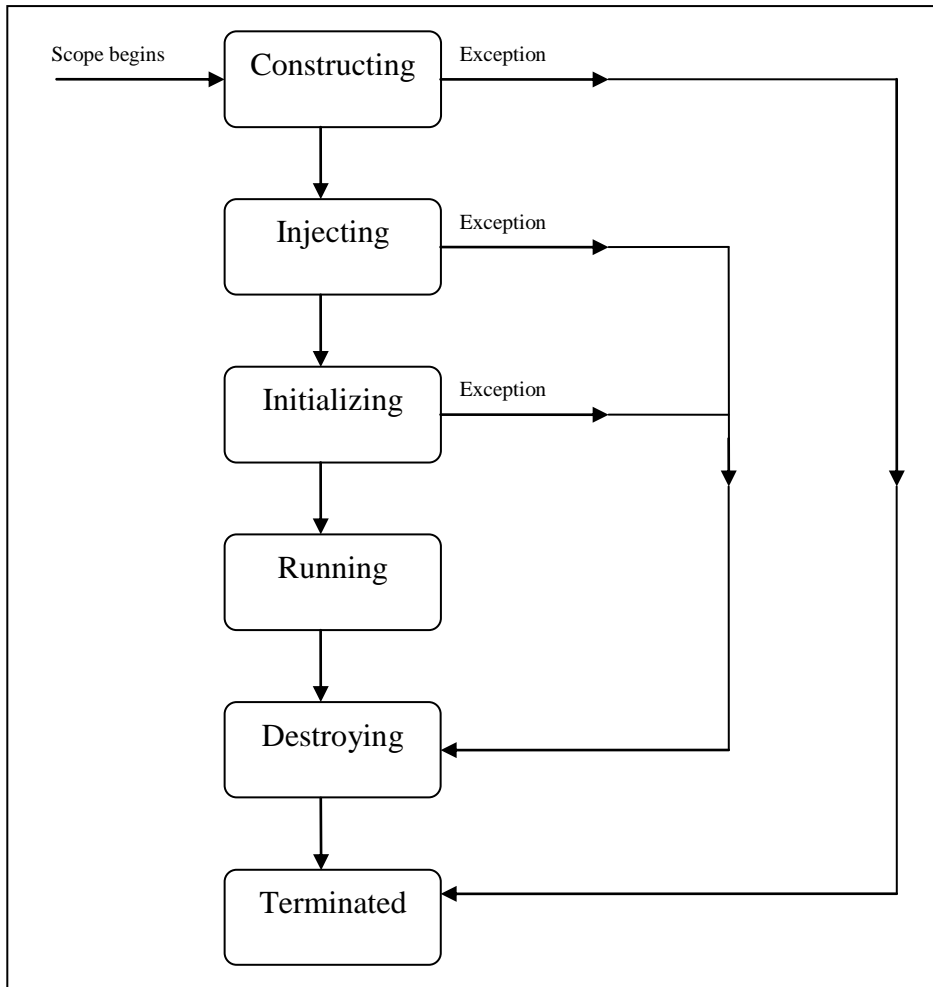 Scope begins
Constructing
Exception
Injecting
Exception
Initializing
Exception
Running
Destroying
Terminated